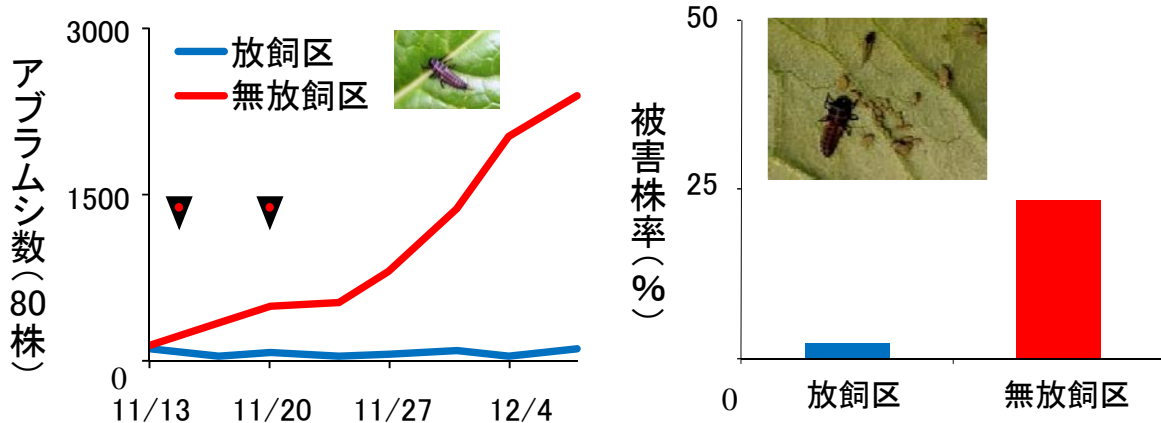 アブラムシ数（80株）
3000
1500
0
放飼区
無放飼区
11/13
11/20
11/27
12/4
被害株率（%）
50
25
0
放飼区
無放飼区